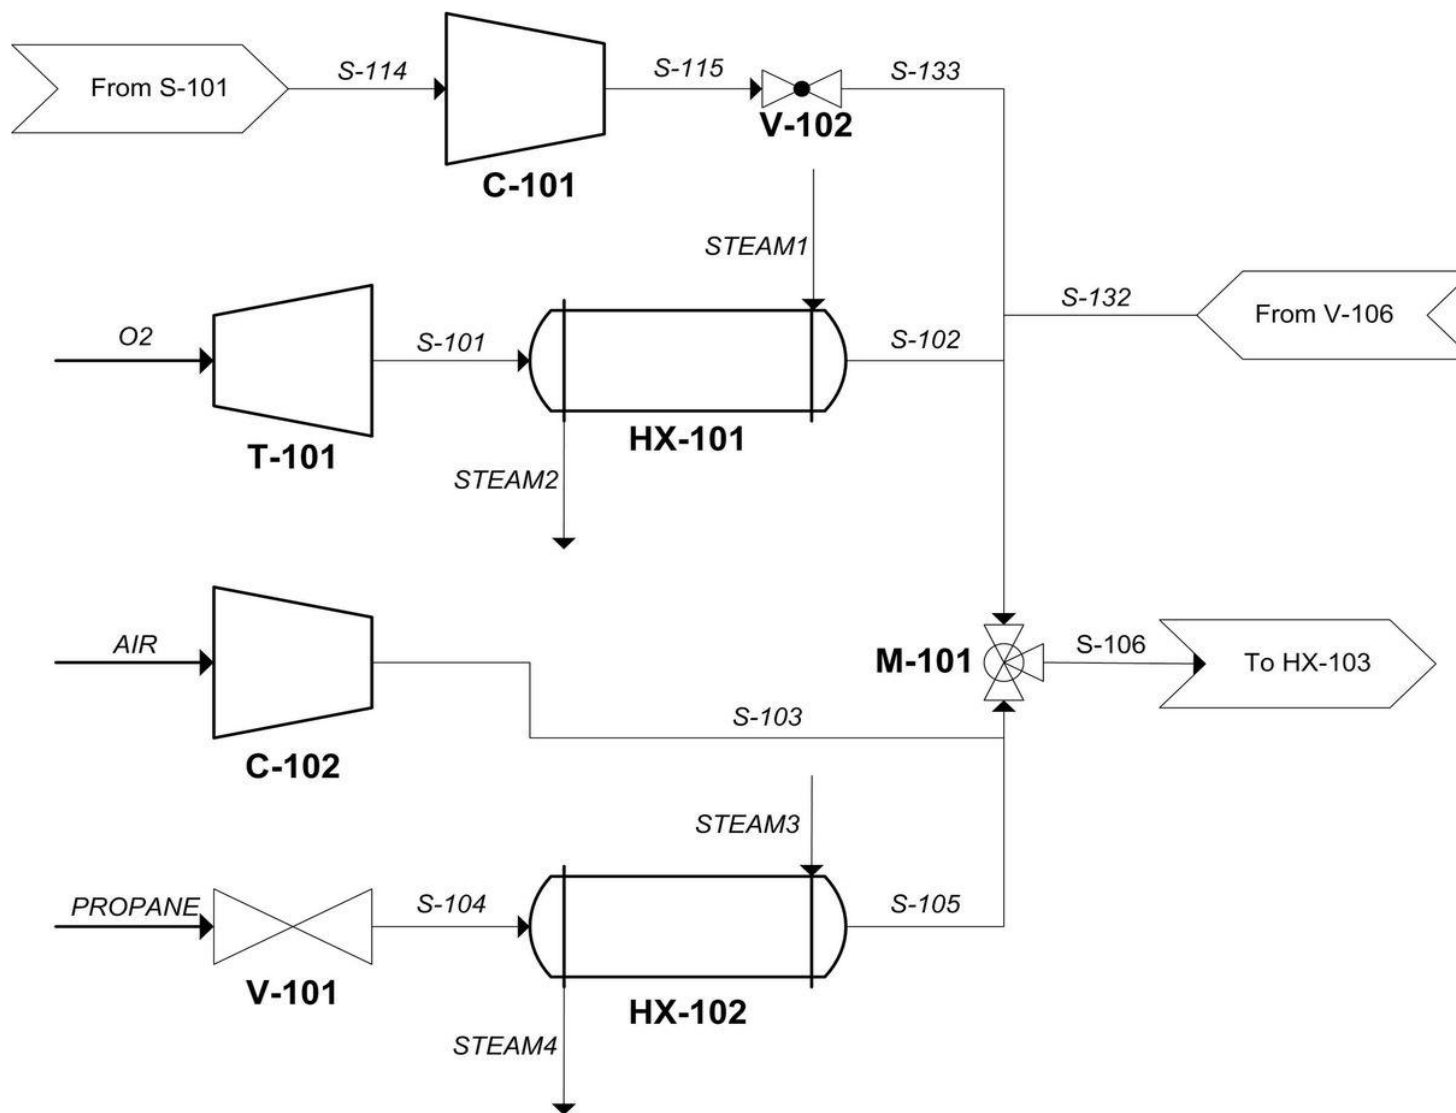 From S-101
S-114
C-101
S-115
V-102
S-133
STEAM1
O2
T-101
S-101
HX-101
STEAM2
S-102
S-132
From V-106
AIR
C-102
S-103
M-101
S-106
To HX-103
STEAM3
PROPANE
V-101
S-104
HX-102
STEAM4
S-105